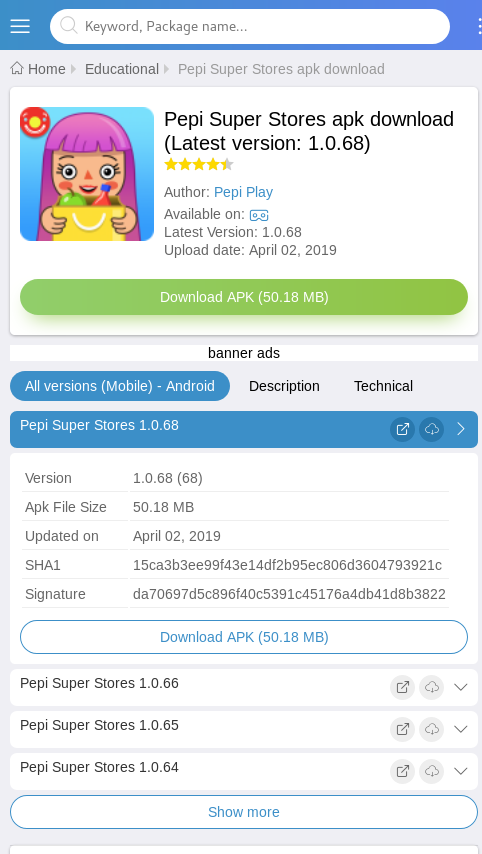 Keyword, Package name...
Home Educational Pepi Super Stores apk download
Pepi Super Stores apk download
(Latest version: 1.0.68)
Author: Pepi Play
Available on:
Latest Version: 1.0.68
Upload date: April 02, 2019
Download APK (50.18 MB)
banner ads
All versions (Mobile) - Android Description Technical
Pepi Super Stores 1.0.68
Version 1.0.68 (68)
Apk File Size 50.18 MB
Updated on April 02, 2019
SHA1 15ca3b3ee99f43e14df2b95ec806d3604793921c
Signature da70697d5c896f40c5391c45176a4db41d8b3822
Download APK (50.18 MB)
Pepi Super Stores 1.0.66
Pepi Super Stores 1.0.65
Pepi Super Stores 1.0.64
Show more